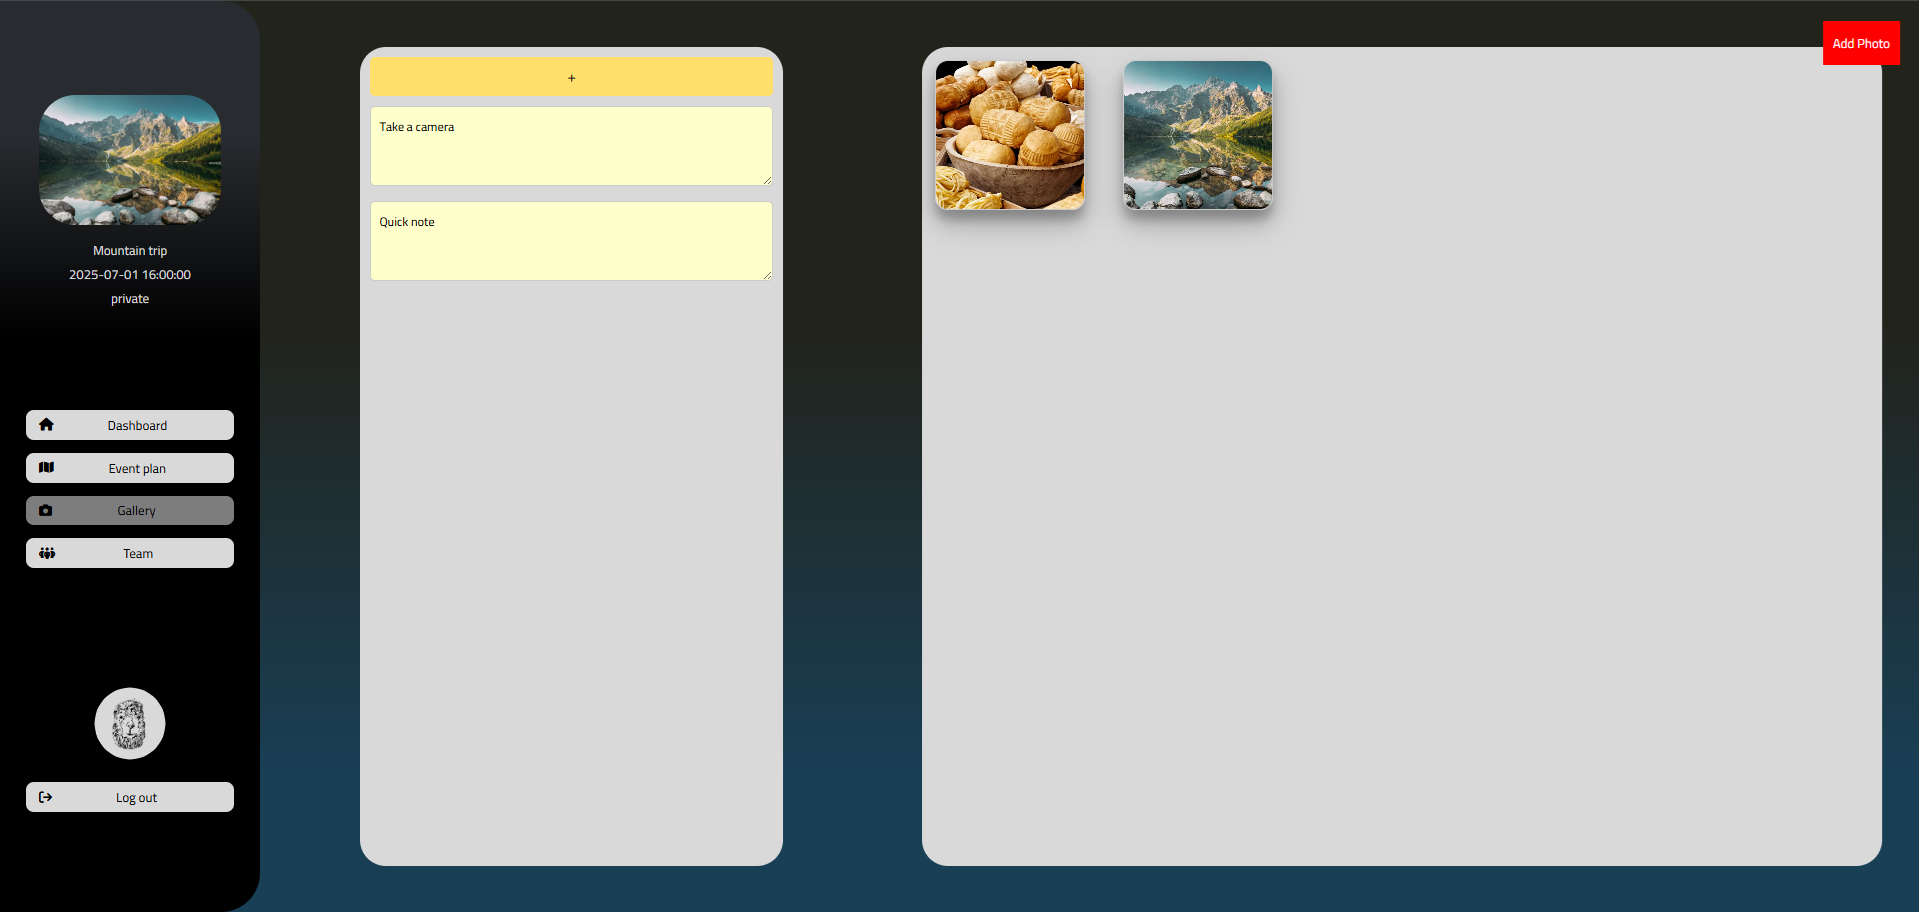 Mountain trip
2025-07-01 16:00:00
private
Dashboard
Event plan
Gallery
Team
Log out
+
Take a camera
Quick note
Add Photo